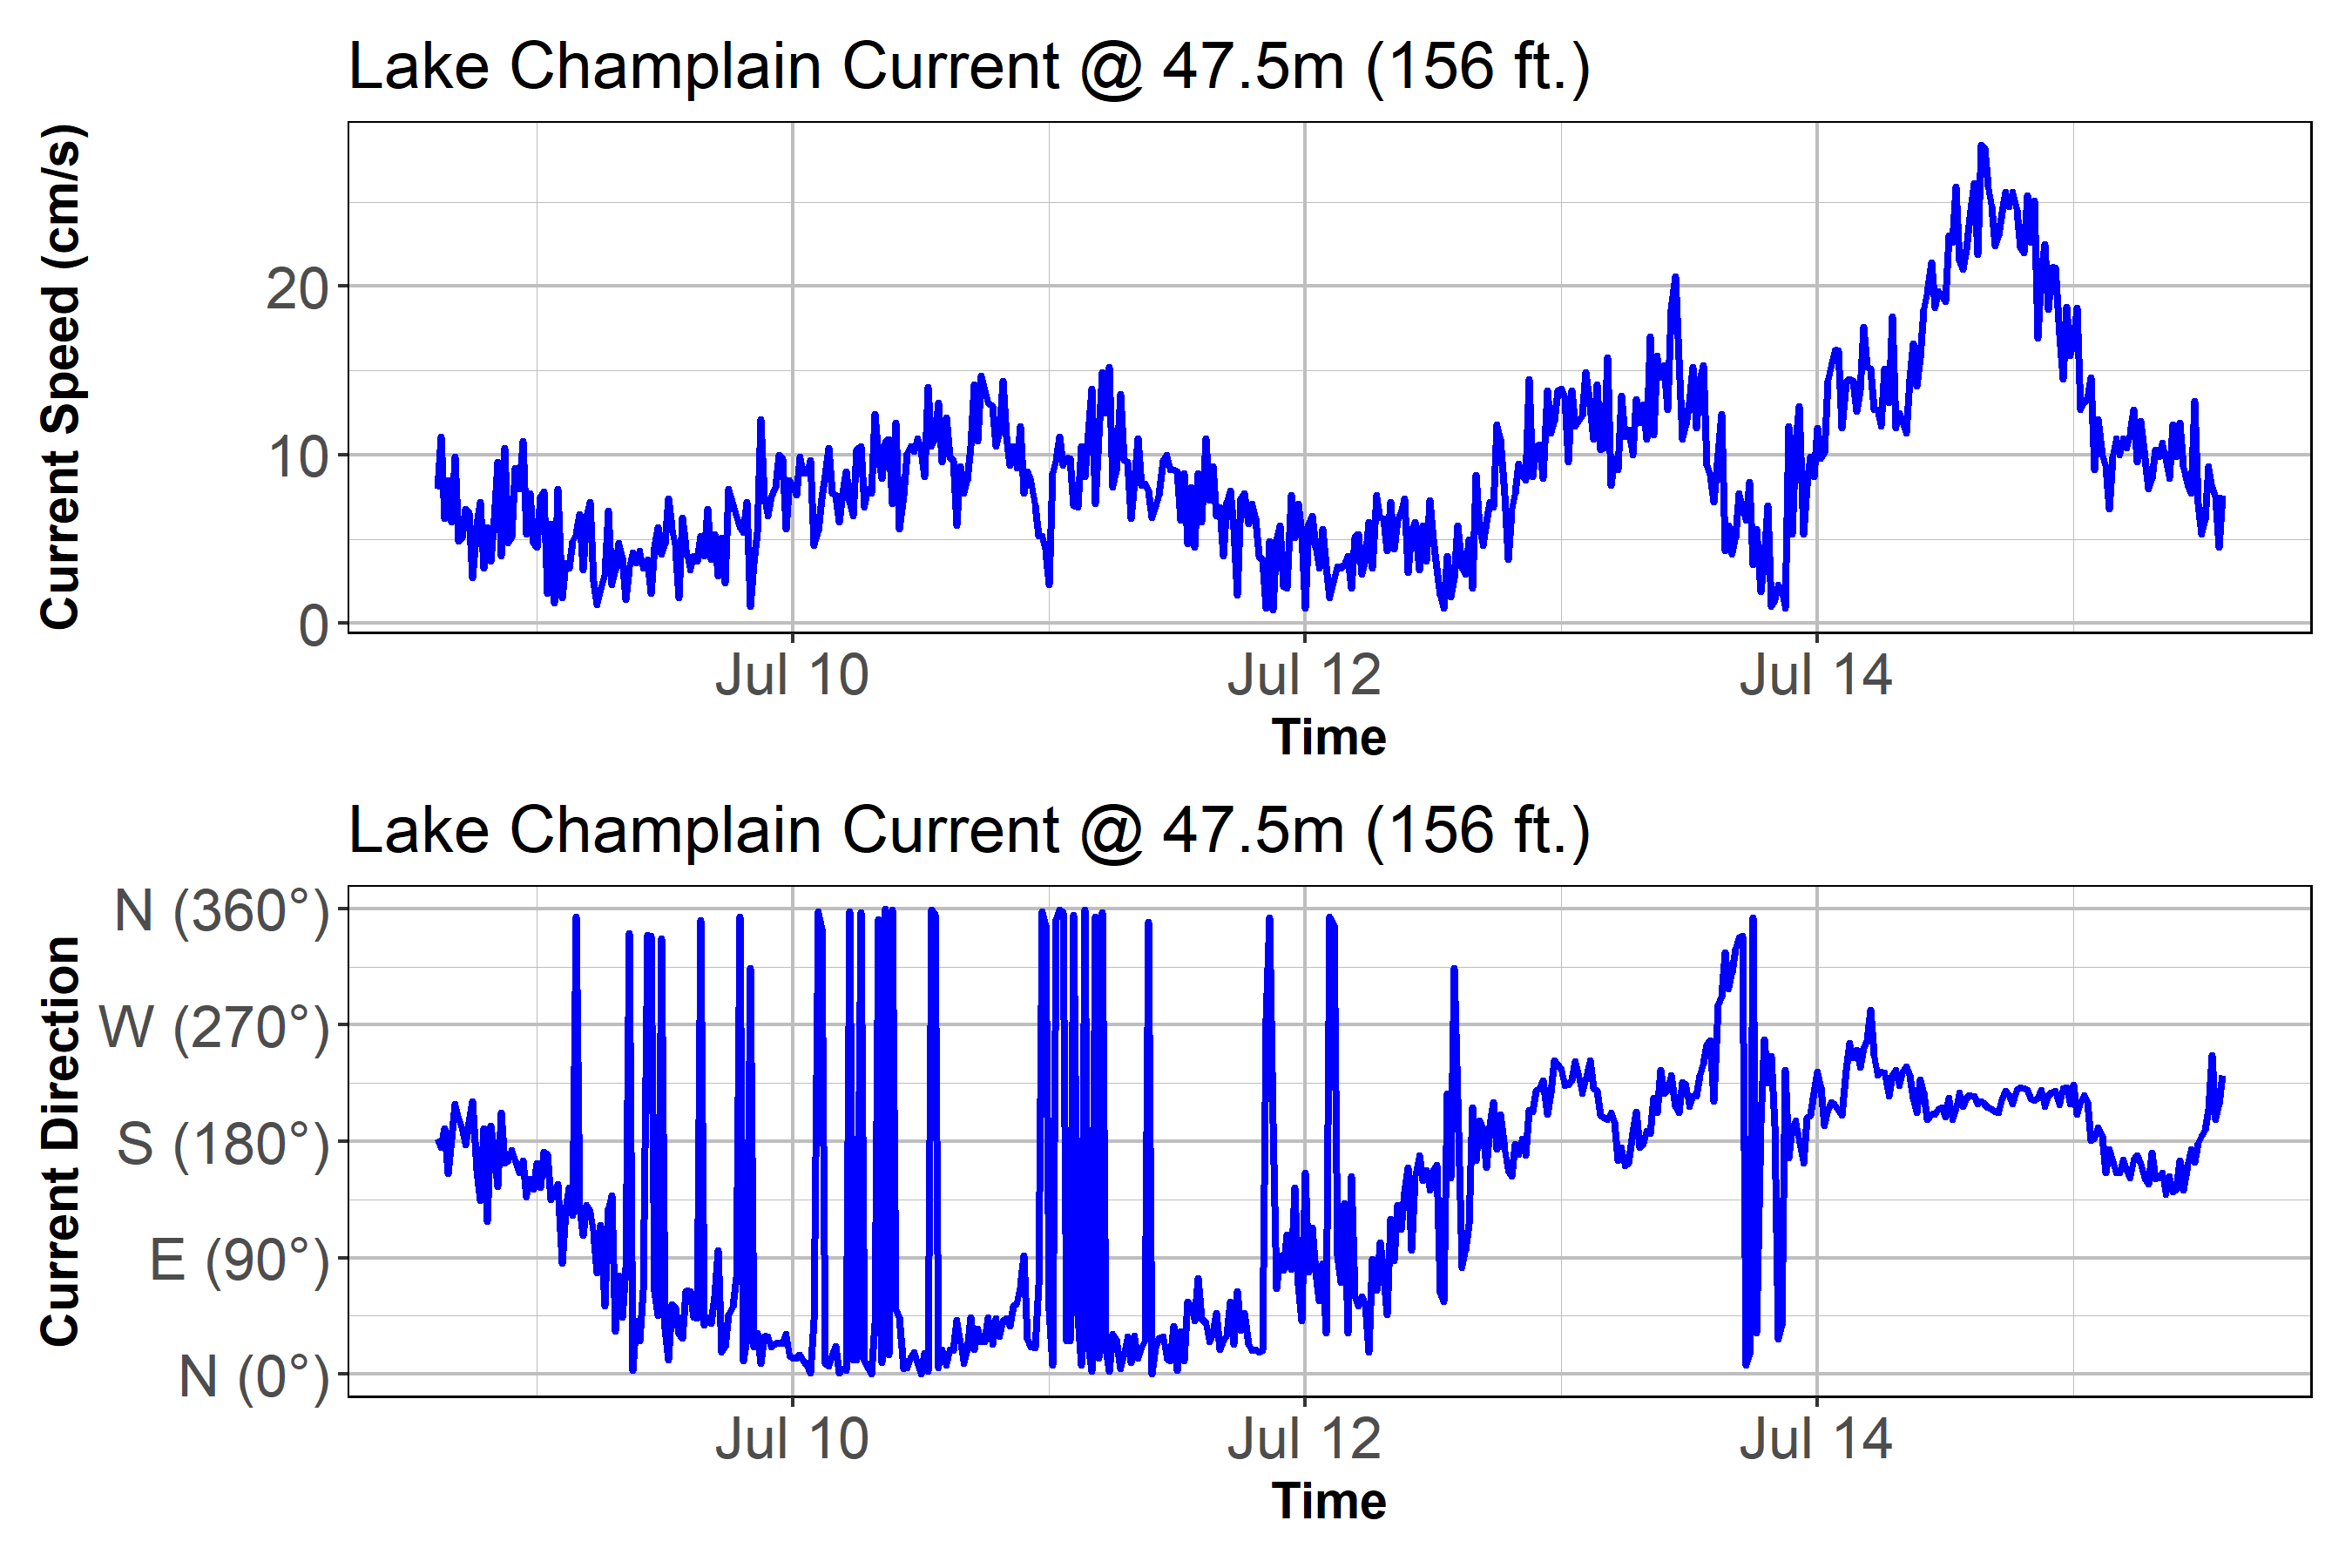 Lake Champlain Current @ 47.5m (156 ft.)
Current Speed (cm/s)
20
10
0
Jul 10 Jul 12 Jul 14
Time
Lake Champlain Current @ 47.5m (156 ft.)
Current Direction
N (360°)
W (270°)
S (180°)
E (90°)
N (0°)
Jul 10 Jul 12 Jul 14
Time